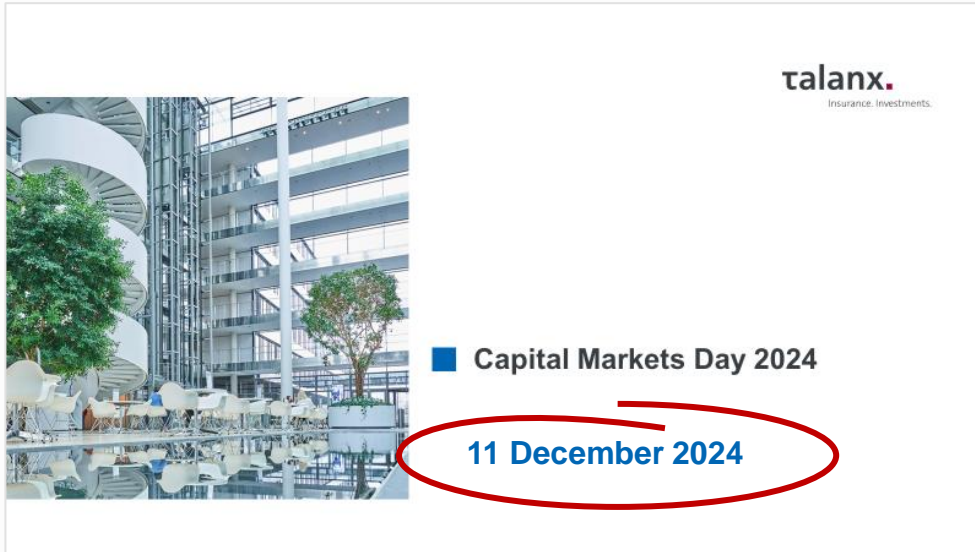 talanx.
Insurance. Investments.
Capital Markets Day 2024
11 December 2024